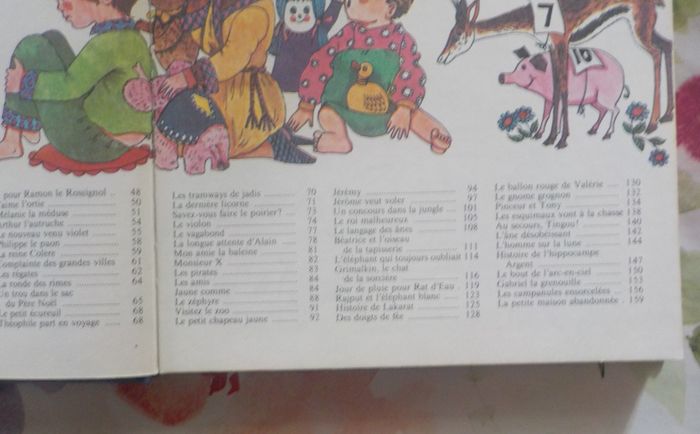 7
10
pour Ramon le Rossignol .. 48
J'aime l'ortie 50
Mélanie la méduse 51
Arthur l'autruche 54
Le nouveau venu violet 55
Philippe le paon 58
La reine Colère 59
Complainte des grandes villes 61
Les régates 62
La ronde des rimes 64
Un trou dans le sac
du Père Noël 65
Le petit écureuil 68
Théophile part en voyage 68
Les tramways de jadis 70
La dernière licorne 71
Savez-vous faire le poirier? 73
Le violon 74
Le vagabond 77
La longue attente d'Alain 78
Mon amie la baleine 81
Monsieur X 82
Les pirates 83
Les amis 84
Jaune comme 84
Le zéphyre 88
Visitez le zoo 91
Le petit chapeau jaune 92
Jérémy 94
Jérôme veut voler 97
Un concours dans la jungle 101
Le roi malheureux 105
Le langage des ânes 108
Béatrice et l'oiseau
de la tapisserie 111
L'éléphant qui toujours oubliait 114
Grimalkin, le chat
de la sorcière 116
Jour de pluie pour Rat d'Eau . 119
Rajput et l'éléphant blanc 123
Histoire de Lakarat 125
Des doigts de fée 128
Le ballon rouge de Valérie 130
Le gnome grognon 132
Pinceur et Tony 134
Les esquimaux vont à la chasse 138
Au secours, Tingou! 140
L'âne désobéissant 142
L'homme sur la lune 144
Histoire de l'hippocampe
Argent 147
Le bout de l'arc-en-ciel 150
Gabriel la grenouille 153
Les campanules ensorcelées 156
La petite maison abandonnée . 159